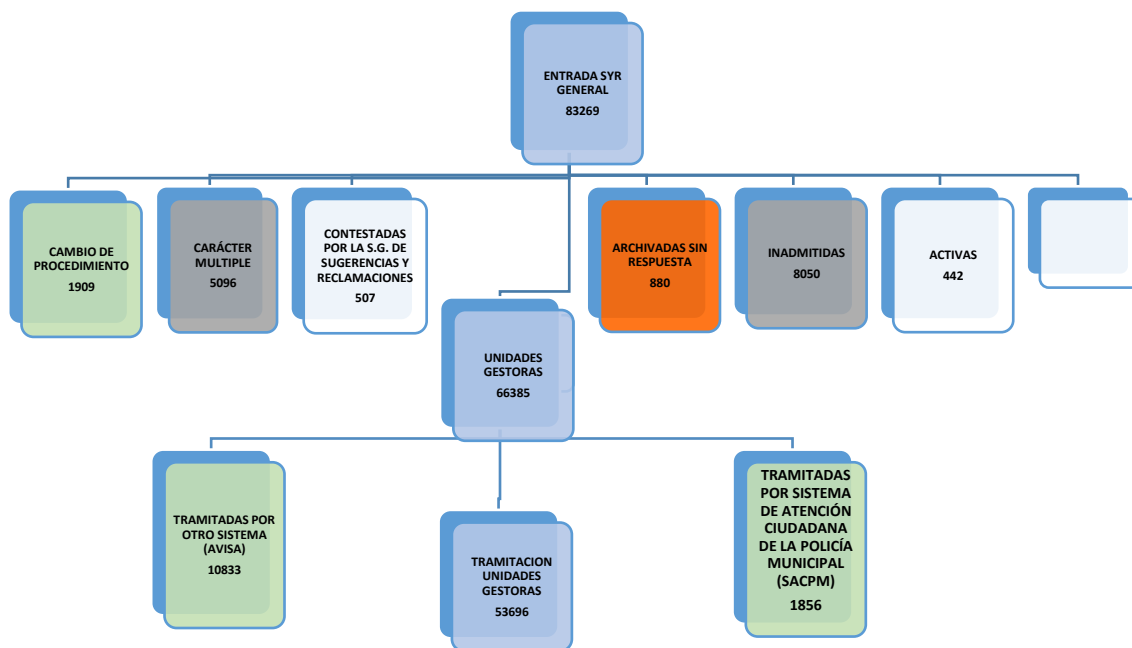 ENTRADA SYR
GENERAL
83269
CAMBIO DE
PROCEDIMIENTO
1909
CARÁCTER
MULTIPLE
5096
CONTESTADAS
POR LA S.G. DE
SUGERENCIAS Y
RECLAMACIONES
507
ARCHIVADAS SIN
RESPUESTA
880
INADMITIDAS
8050
ACTIVAS
442
UNIDADES
GESTORAS
66385
TRAMITADAS POR
OTRO SISTEMA
(AVISA)
10833
TRAMITACION
UNIDADES
GESTORAS
53696
TRAMITADAS
POR SISTEMA
DE ATENCIÓN
CIUDADANA
DE LA POLICÍA
MUNICIPAL
(SACPM)
1856